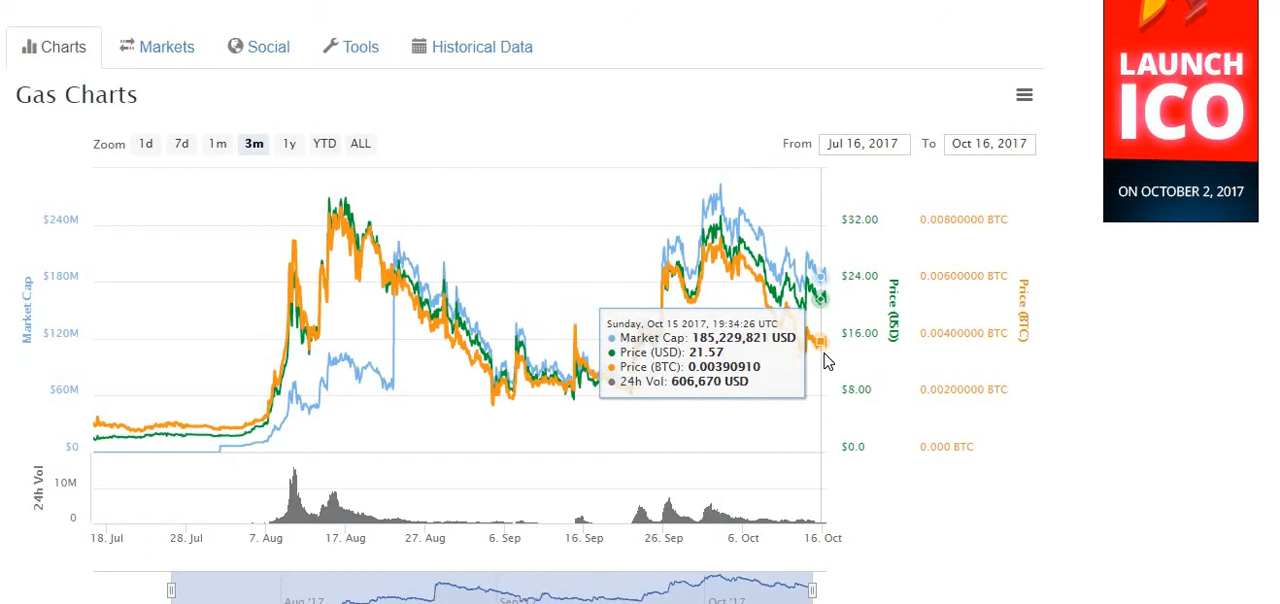 Charts Markets Social Tools Historical Data
LAUNCH
ICO
ON OCTOBER 2, 2017
Gas Charts
Zoom 1d 7d 1m 3m 1y YTD ALL From Jul 16, 2017 To Oct 16, 2017
$240M $32.00 0.00800000 BTC
$180M $24.00 0.00600000 BTC
$120M $16.00 0.00400000 BTC
$60M $8.00 0.00200000 BTC
$0 $0.0 0.000 BTC
Market Cap
Price (USD)
Price (BTC)
Sunday, Oct 15 2017, 19:34:26 UTC
Market Cap: 185,229,821 USD
Price (USD): 21.57
Price (BTC): 0.00390910
24h Vol: 606,670 USD
24h Vol
10M
0
18. Jul 28. Jul 7. Aug 17. Aug 27. Aug 6. Sep 16. Sep 26. Sep 6. Oct 16. Oct
Aug '17 Oct '17